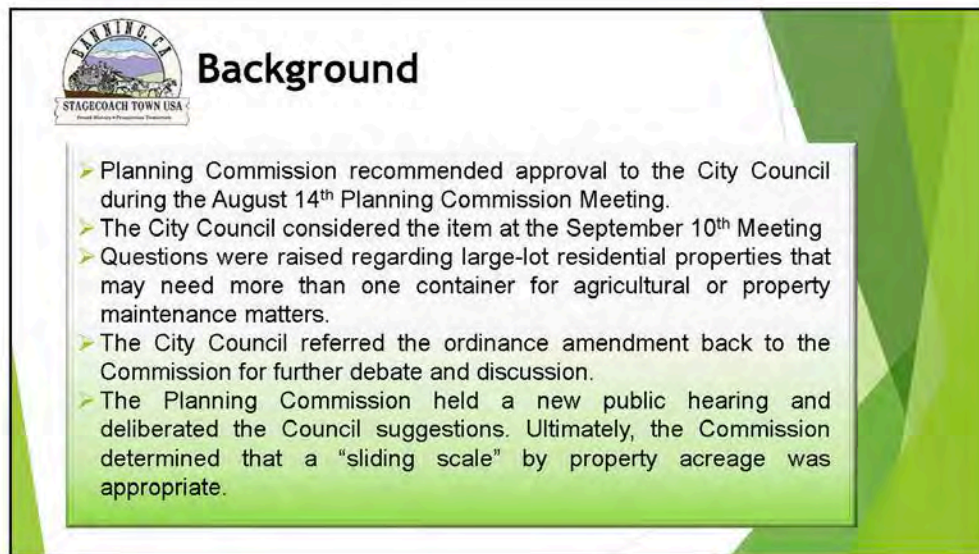 BANNING, CA
STAGECOACH TOWN USA
Proud History • Prosperous Tomorrow
Background
➢ Planning Commission recommended approval to the City Council
during the August 14th Planning Commission Meeting.
➢ The City Council considered the item at the September 10th Meeting
➢ Questions were raised regarding large-lot residential properties that
may need more than one container for agricultural or property
maintenance matters.
➢ The City Council referred the ordinance amendment back to the
Commission for further debate and discussion.
➢ The Planning Commission held a new public hearing and
deliberated the Council suggestions. Ultimately, the Commission
determined that a “sliding scale” by property acreage was
appropriate.